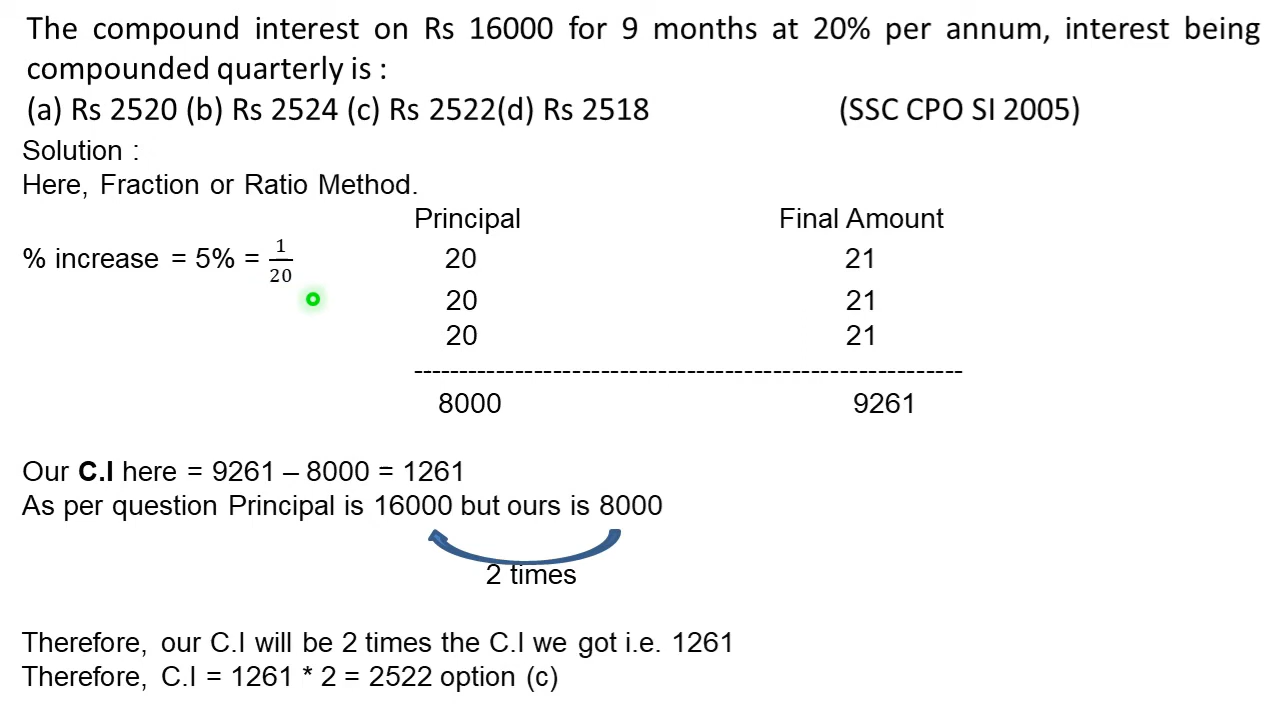 The compound interest on Rs 16000 for 9 months at 20% per annum, interest being
compounded quarterly is :
(a) Rs 2520 (b) Rs 2524 (c) Rs 2522(d) Rs 2518 (SSC CPO SI 2005)
Solution :
Here, Fraction or Ratio Method.
Principal Final Amount
% increase = 5% = 1/20 20 21
20 21
20 21
----------------------------------------------------------
8000 9261
Our C.I here = 9261 – 8000 = 1261
As per question Principal is 16000 but ours is 8000
2 times
Therefore, our C.I will be 2 times the C.I we got i.e. 1261
Therefore, C.I = 1261 * 2 = 2522 option (c)